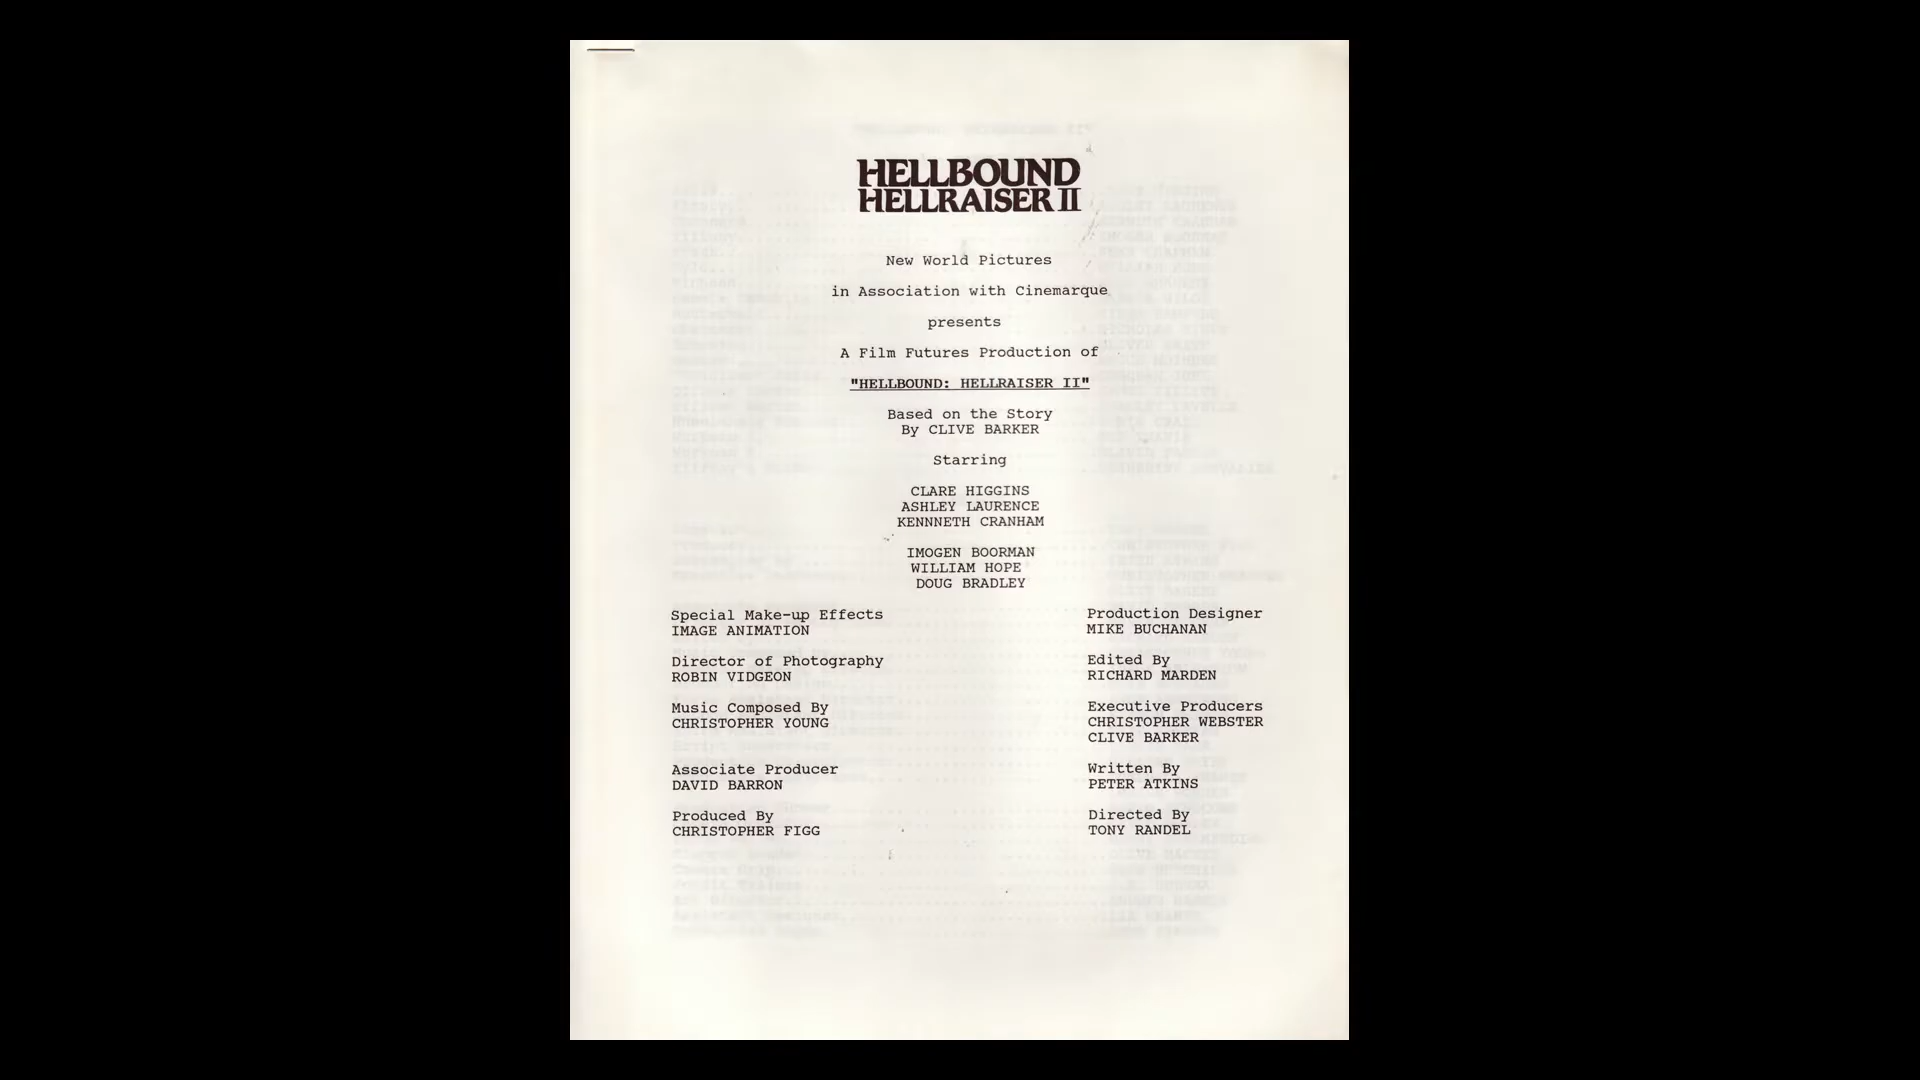 HELLBOUND
HELLRAISER II
New World Pictures
in Association with Cinemarque
presents
A Film Futures Production of
"HELLBOUND: HELLRAISER II"
Based on the Story
By CLIVE BARKER
Starring
CLARE HIGGINS
ASHLEY LAURENCE
KENNNETH CRANHAM
IMOGEN BOORMAN
WILLIAM HOPE
DOUG BRADLEY
Special Make-up Effects
IMAGE ANIMATION
Director of Photography
ROBIN VIDGEON
Music Composed By
CHRISTOPHER YOUNG
Associate Producer
DAVID BARRON
Produced By
CHRISTOPHER FIGG
Production Designer
MIKE BUCHANAN
Edited By
RICHARD MARDEN
Executive Producers
CHRISTOPHER WEBSTER
CLIVE BARKER
Written By
PETER ATKINS
Directed By
TONY RANDEL